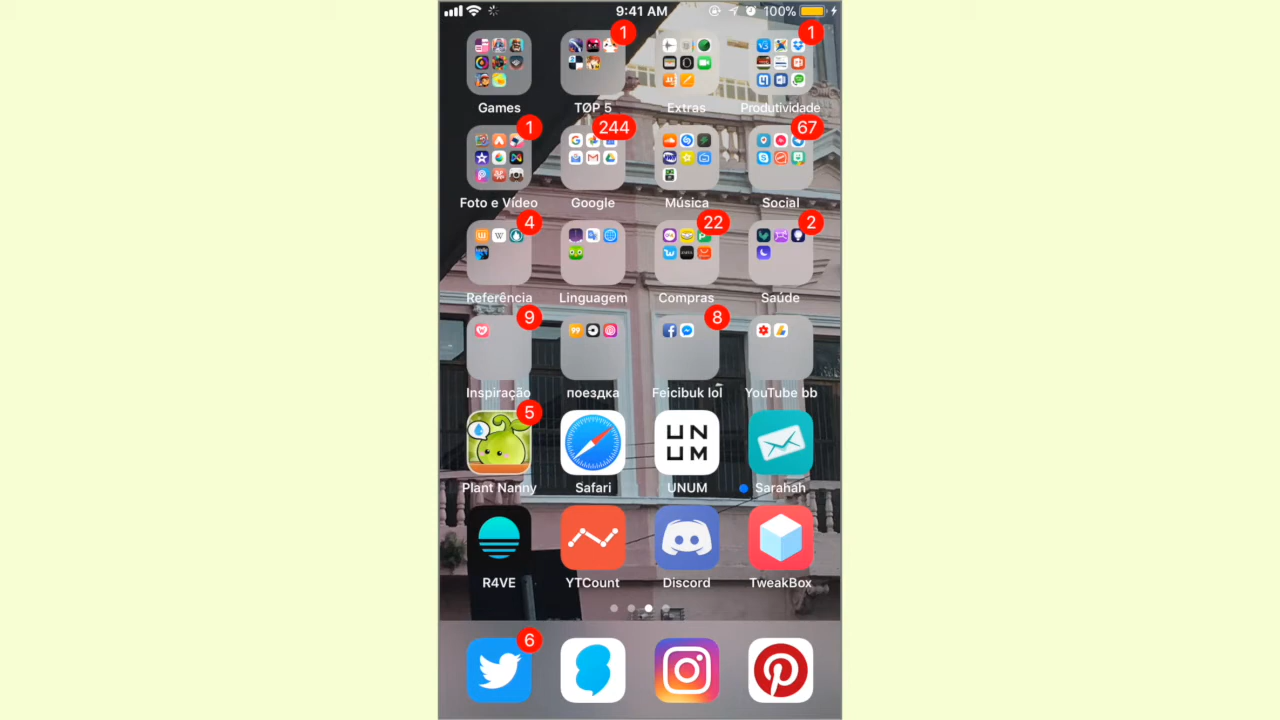 9:41 AM 100%
1 1
Games TØP 5 Extras Produtividade
1 244 67
Foto e Vídeo Google Música Social
4 22 2
Referência Linguagem Compras Saúde
9 8
Inspiração поездка Feicibuk lol YouTube bb
5
UN
UM
Plant Nanny Safari UNUM Sarahah
R4VE YTCount Discord TweakBox
6